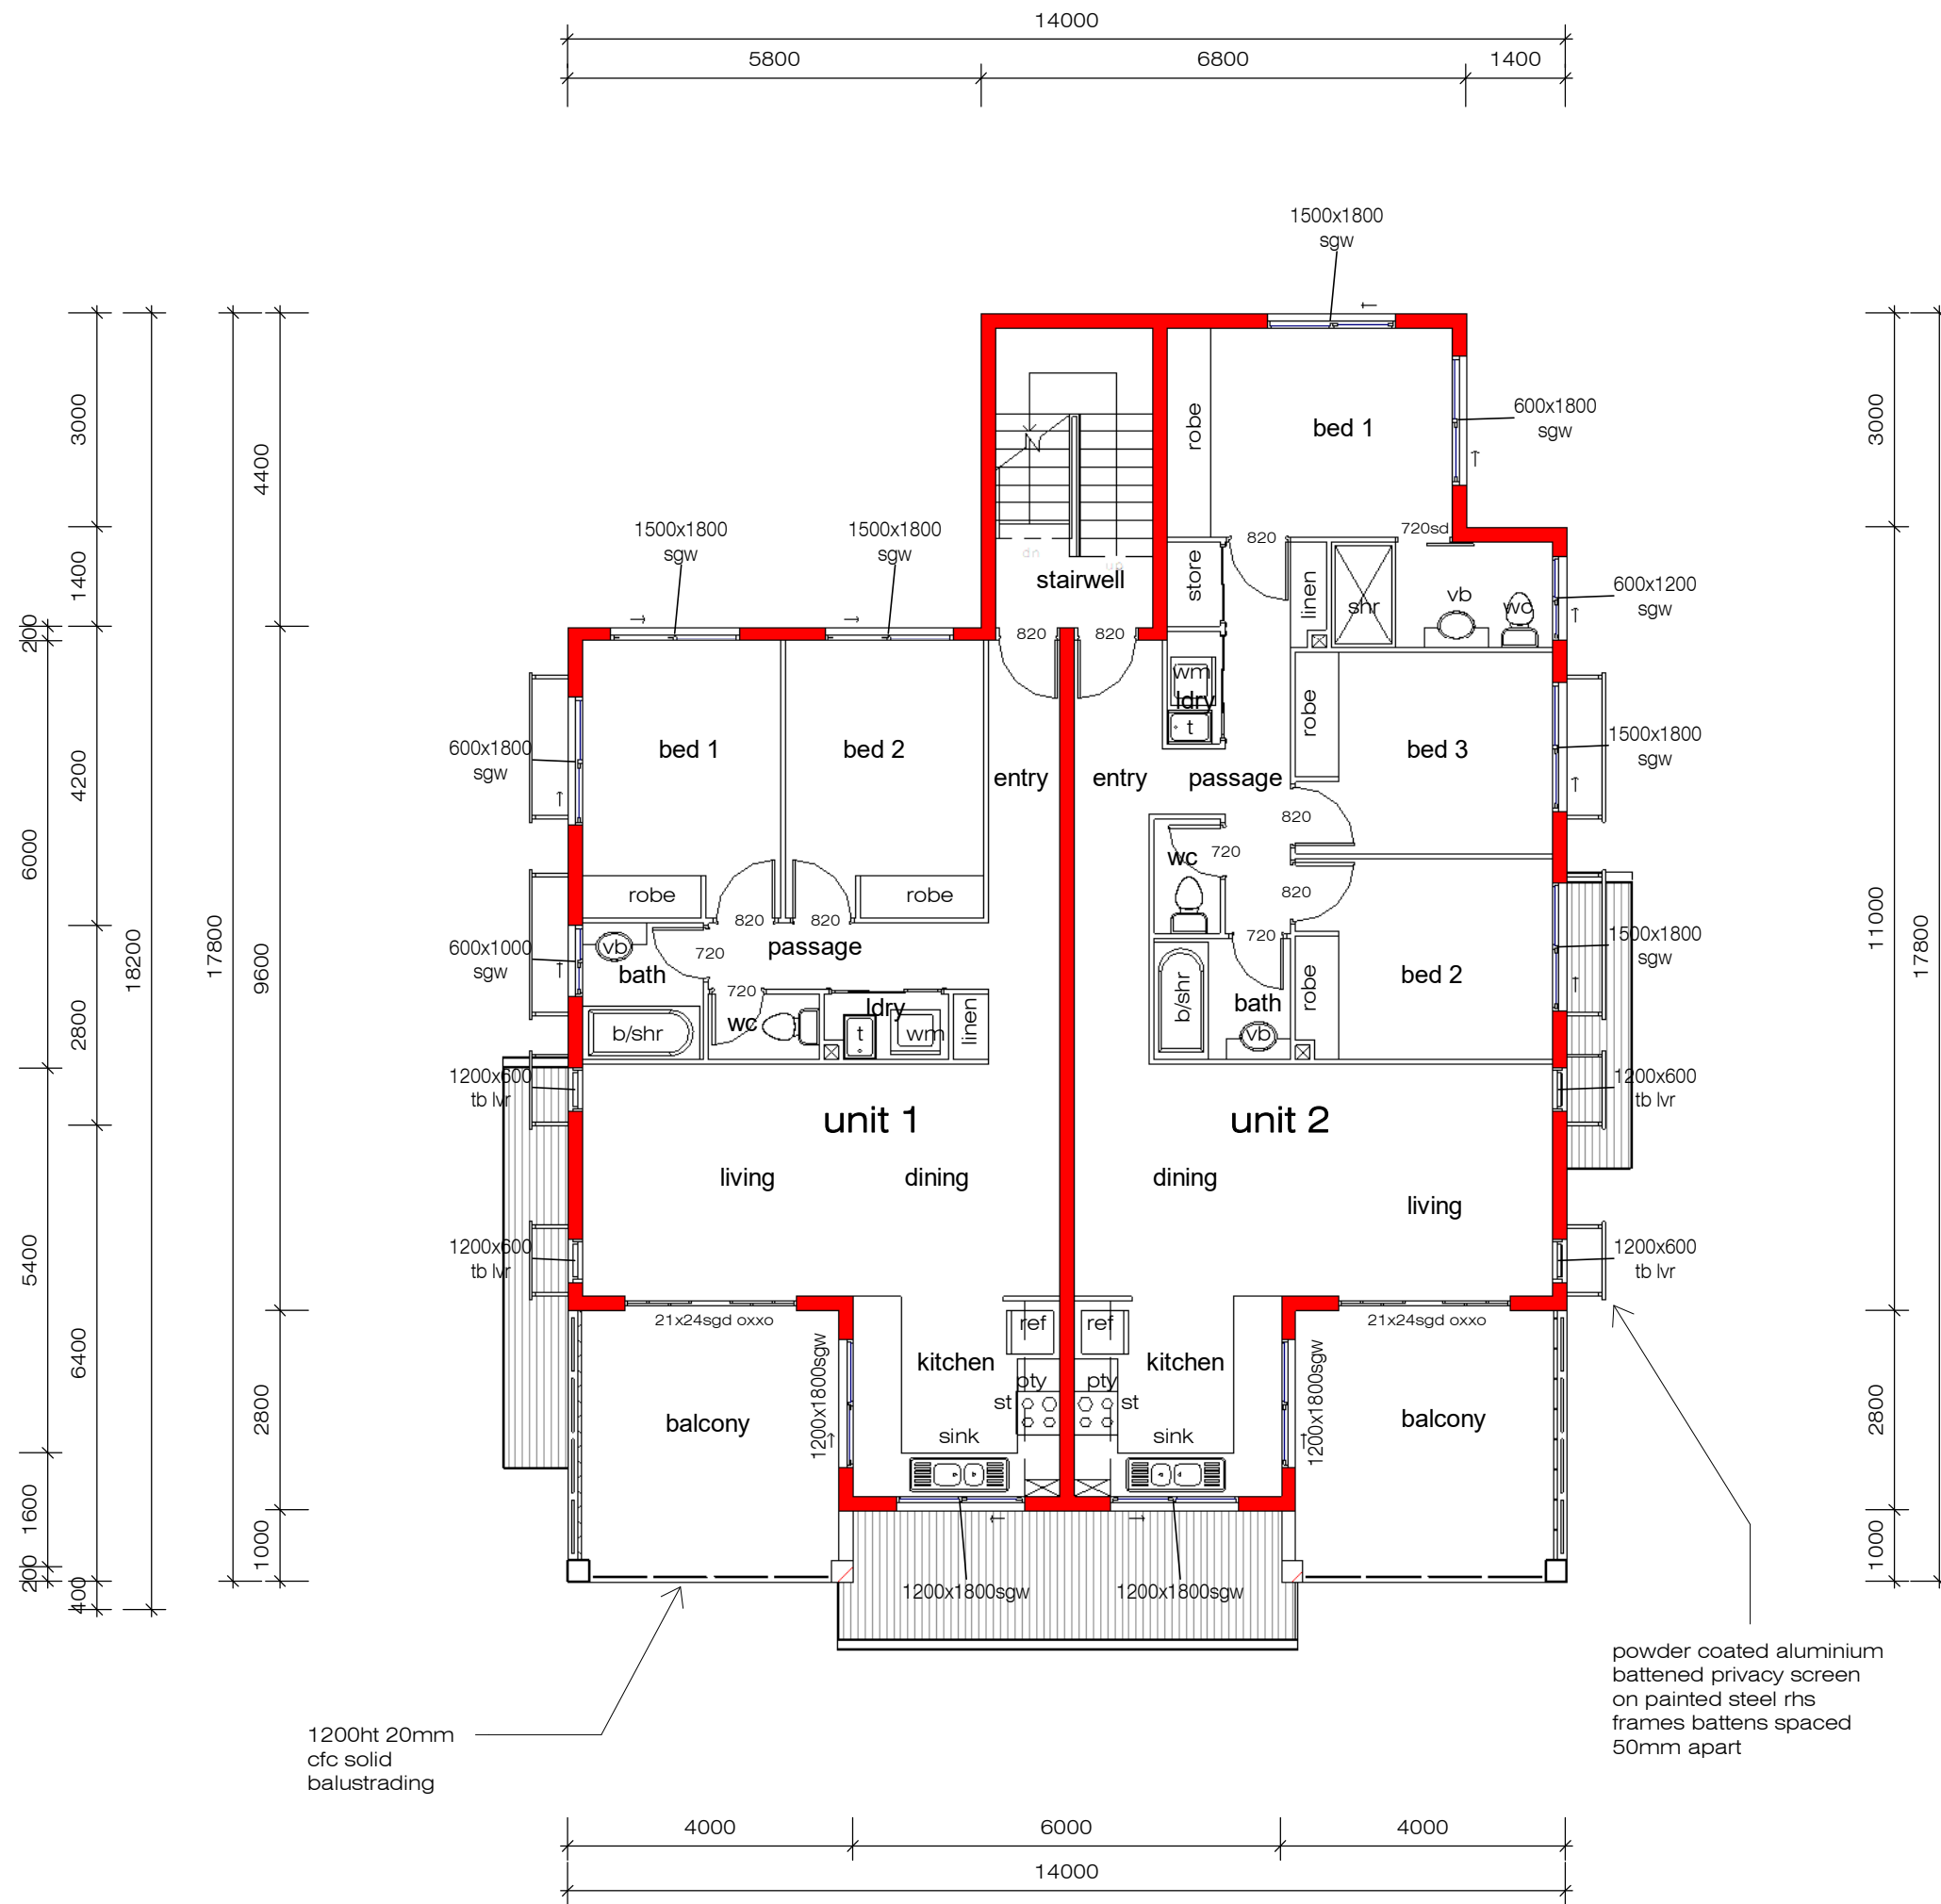 14000
5800 6800 1400
1500x1800
sgw
3000
4400
1400
200
4200
6000
18200
17800
9600
2800
5400
6400
2800
1600
1000
200
400
1500x1800
sgw
1500x1800
sgw
robe
bed 1
600x1800
sgw
3000
dn
up
stairwell
820
720sd
store
linen
shr
vb
wc
600x1200
sgw
820
820
wm
ldry
t
robe
bed 3
1500x1800
sgw
600x1800
sgw
bed 1
bed 2
entry
entry
passage
820
wc
720
820
robe
robe
820
820
720
passage
vb
bath
600x1000
sgw
720
wc
ldry
t
wm
linen
b/shr
720
b/shr
bath
vb
robe
bed 2
1500x1800
sgw
11000
17800
1200x600
tb lvr
unit 1
unit 2
1200x600
tb lvr
living
dining
dining
living
1200x600
tb lvr
1200x600
tb lvr
21x24sgd oxxo
ref
ref
21x24sgd oxxo
1200x1800sgw
kitchen
kitchen
1200x1800sgw
pty
pty
st
st
balcony
sink
sink
balcony
2800
1000
1200x1800sgw
1200x1800sgw
powder coated aluminium
battened privacy screen
on painted steel rhs
frames battens spaced
50mm apart
1200ht 20mm
cfc solid
balustrading
4000 6000 4000
14000